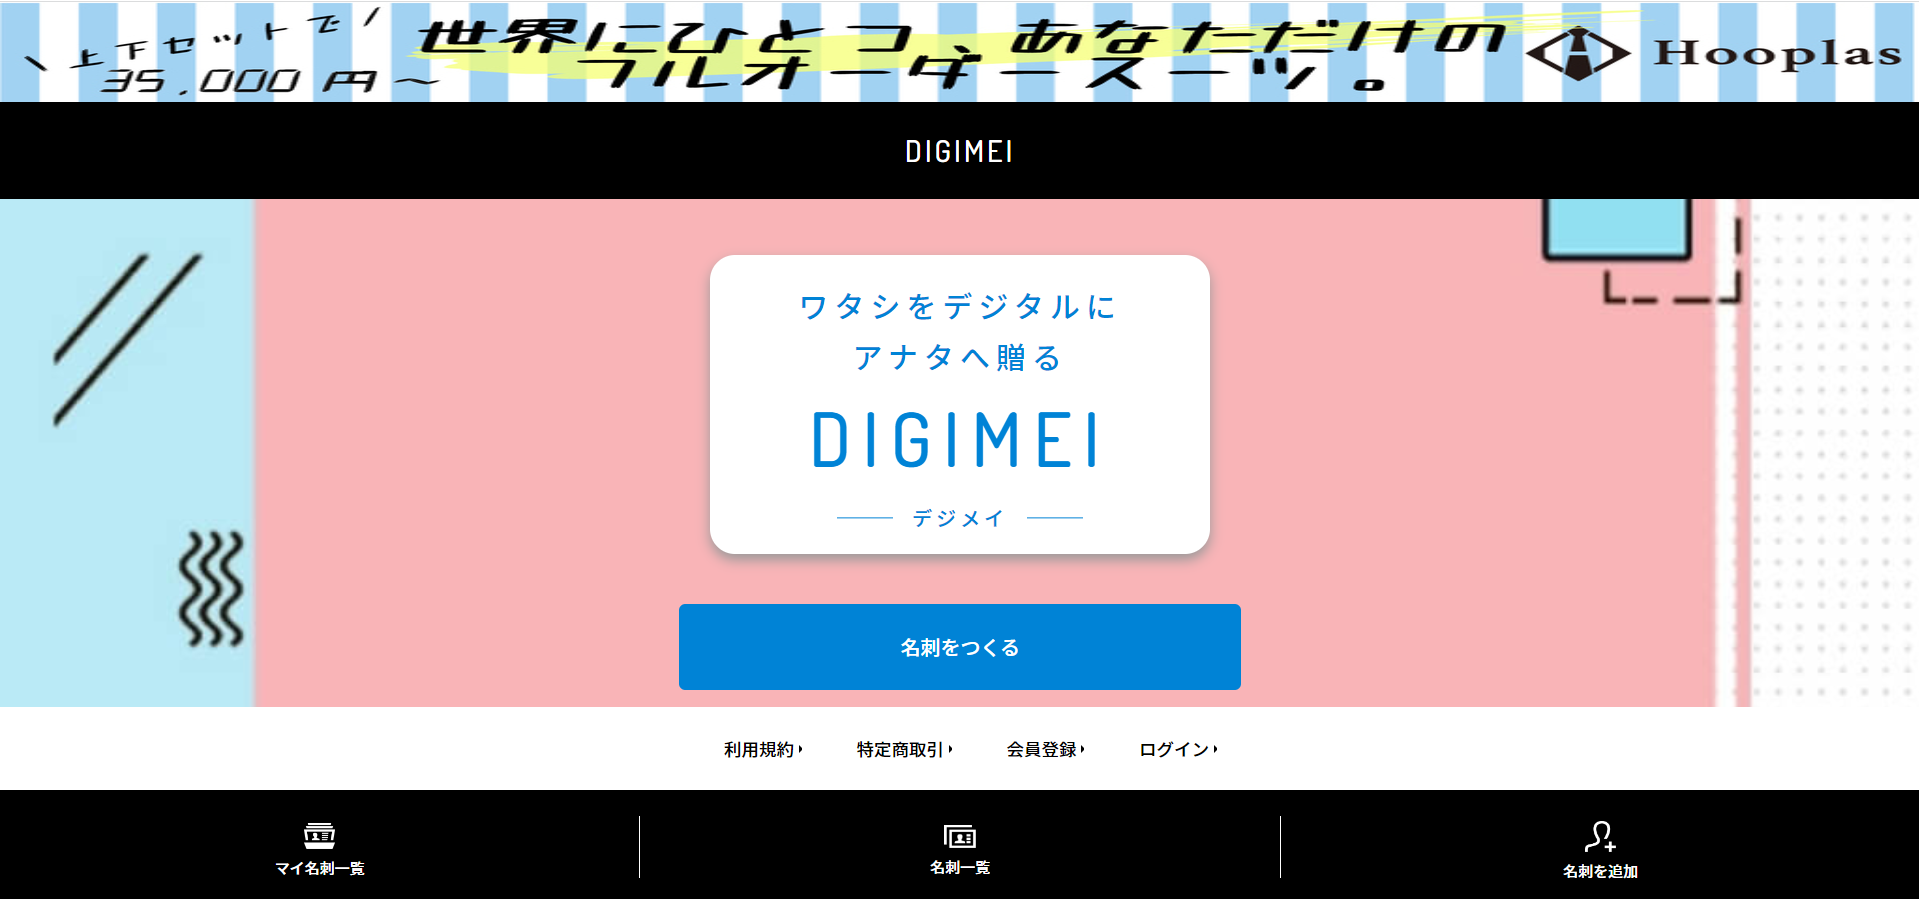 \上下セットで/
35,000円～
世界にひとつ、あなただけの
フルオーダースーツ。
Hooplas
DIGIMEI
ワタシをデジタルに
アナタへ贈る
DIGIMEI
デジメイ
名刺をつくる
利用規約 特定商取引 会員登録 ログイン
マイ名刺一覧 名刺一覧 名刺を追加